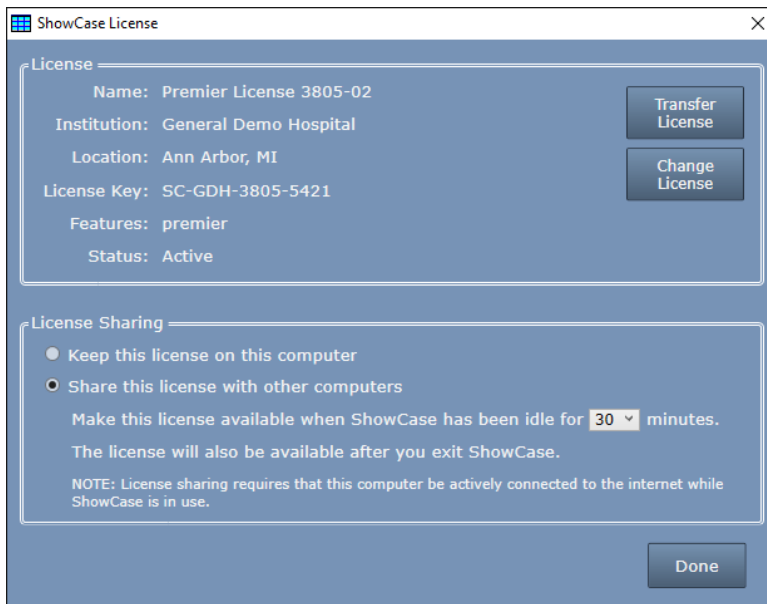 ShowCase License
License
Name: Premier License 3805-02
Institution: General Demo Hospital
Location: Ann Arbor, MI
License Key: SC-GDH-3805-5421
Features: premier
Status: Active
Transfer
License
Change
License
License Sharing
Keep this license on this computer
Share this license with other computers
Make this license available when ShowCase has been idle for 30 minutes.
The license will also be available after you exit ShowCase.
NOTE: License sharing requires that this computer be actively connected to the internet while
ShowCase is in use.
Done